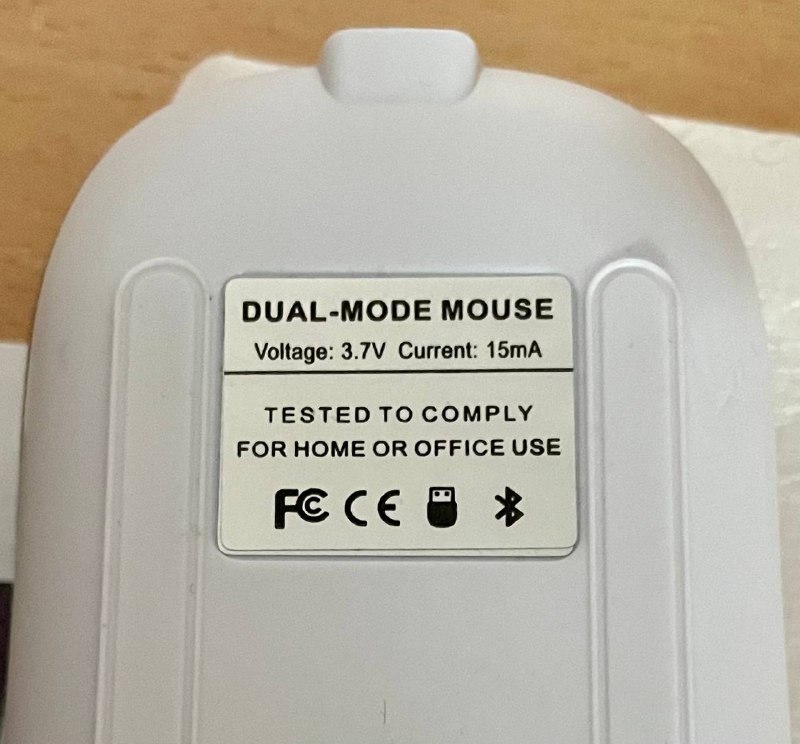 DUAL-MODE MOUSE
Voltage: 3.7V Current: 15mA
TESTED TO COMPLY
FOR HOME OR OFFICE USE
FC CE